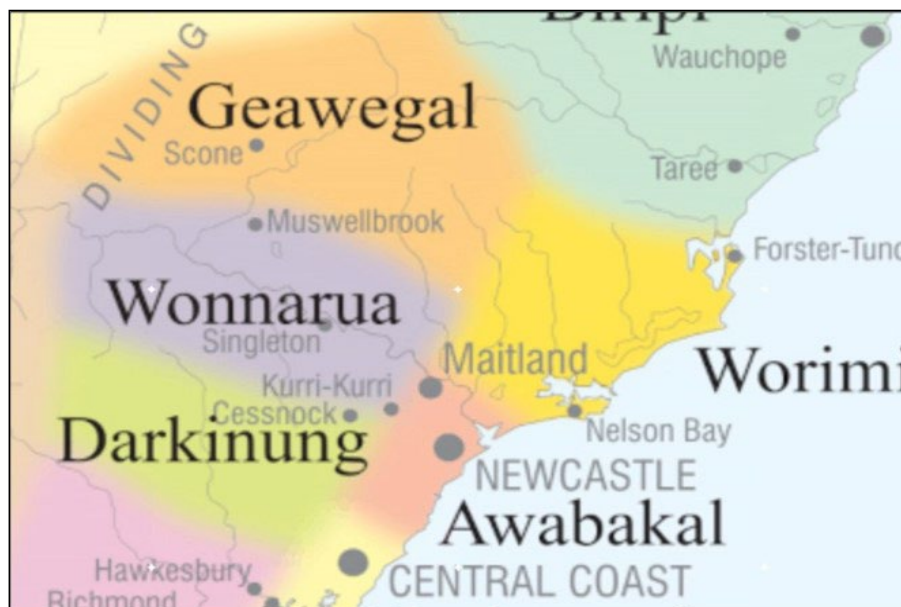 Biripi
Wauchope
DIVIDING
Geawegal
Scone
Taree
Muswellbrook
Forster-Tunc
Wonnarua
Singleton
Maitland
Worimi
Kurri-Kurri
Cessnock
Darkinung
Nelson Bay
NEWCASTLE
Awabakal
Hawkesbury
CENTRAL COAST
Richmond